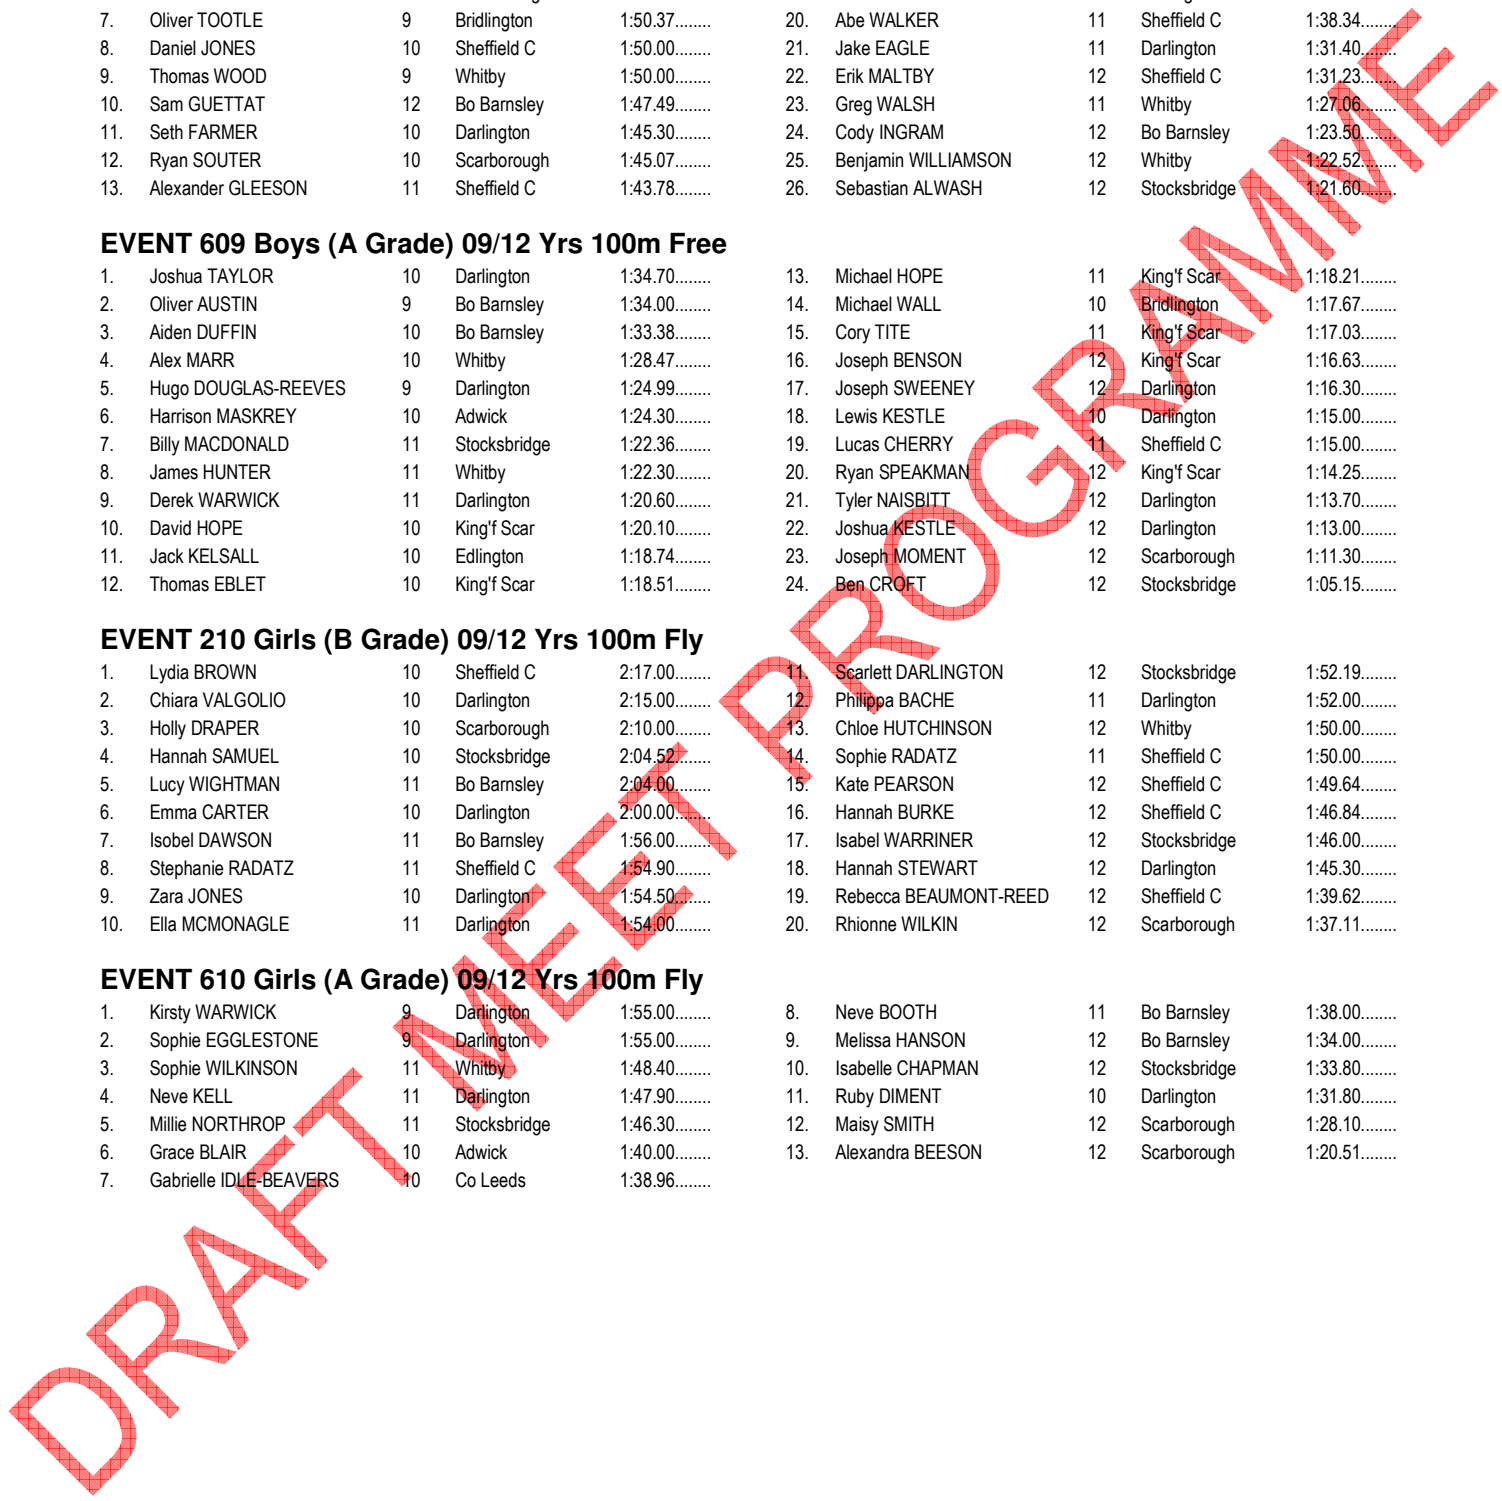 7. Oliver TOOTLE 9 Bridlington 1:50.37........
8. Daniel JONES 10 Sheffield C 1:50.00........
9. Thomas WOOD 9 Whitby 1:50.00........
10. Sam GUETTAT 12 Bo Barnsley 1:47.49........
11. Seth FARMER 10 Darlington 1:45.30........
12. Ryan SOUTER 10 Scarborough 1:45.07........
13. Alexander GLEESON 11 Sheffield C 1:43.78........
20. Abe WALKER 11 Sheffield C 1:38.34........
21. Jake EAGLE 11 Darlington 1:31.40........
22. Erik MALTBY 12 Sheffield C 1:31.23........
23. Greg WALSH 11 Whitby 1:27.06........
24. Cody INGRAM 12 Bo Barnsley 1:23.50........
25. Benjamin WILLIAMSON 12 Whitby 1:22.52........
26. Sebastian ALWASH 12 Stocksbridge 1:21.60........
EVENT 609 Boys (A Grade) 09/12 Yrs 100m Free
1. Joshua TAYLOR 10 Darlington 1:34.70........
2. Oliver AUSTIN 9 Bo Barnsley 1:34.00........
3. Aiden DUFFIN 10 Bo Barnsley 1:33.38........
4. Alex MARR 10 Whitby 1:28.47........
5. Hugo DOUGLAS-REEVES 9 Darlington 1:24.99........
6. Harrison MASKREY 10 Adwick 1:24.30........
7. Billy MACDONALD 11 Stocksbridge 1:22.36........
8. James HUNTER 11 Whitby 1:22.30........
9. Derek WARWICK 11 Darlington 1:20.60........
10. David HOPE 10 King'f Scar 1:20.10........
11. Jack KELSALL 10 Edlington 1:18.74........
12. Thomas EBLET 10 King'f Scar 1:18.51........
13. Michael HOPE 11 King'f Scar 1:18.21........
14. Michael WALL 10 Bridlington 1:17.67........
15. Cory TITE 11 King'f Scar 1:17.03........
16. Joseph BENSON 12 King'f Scar 1:16.63........
17. Joseph SWEENEY 12 Darlington 1:16.30........
18. Lewis KESTLE 10 Darlington 1:15.00........
19. Lucas CHERRY 11 Sheffield C 1:15.00........
20. Ryan SPEAKMAN 12 King'f Scar 1:14.25........
21. Tyler NAISBITT 12 Darlington 1:13.70........
22. Joshua KESTLE 12 Darlington 1:13.00........
23. Joseph MOMENT 12 Scarborough 1:11.30........
24. Ben CROFT 12 Stocksbridge 1:05.15........
EVENT 210 Girls (B Grade) 09/12 Yrs 100m Fly
1. Lydia BROWN 10 Sheffield C 2:17.00........
2. Chiara VALGOLIO 10 Darlington 2:15.00........
3. Holly DRAPER 10 Scarborough 2:10.00........
4. Hannah SAMUEL 10 Stocksbridge 2:04.52........
5. Lucy WIGHTMAN 11 Bo Barnsley 2:04.00........
6. Emma CARTER 10 Darlington 2:00.00........
7. Isobel DAWSON 11 Bo Barnsley 1:56.00........
8. Stephanie RADATZ 11 Sheffield C 1:54.90........
9. Zara JONES 10 Darlington 1:54.50........
10. Ella MCMONAGLE 11 Darlington 1:54.00........
11. Scarlett DARLINGTON 12 Stocksbridge 1:52.19........
12. Philippa BACHE 11 Darlington 1:52.00........
13. Chloe HUTCHINSON 12 Whitby 1:50.00........
14. Sophie RADATZ 11 Sheffield C 1:50.00........
15. Kate PEARSON 12 Sheffield C 1:49.64........
16. Hannah BURKE 12 Sheffield C 1:46.84........
17. Isabel WARRINER 12 Stocksbridge 1:46.00........
18. Hannah STEWART 12 Darlington 1:45.30........
19. Rebecca BEAUMONT-REED 12 Sheffield C 1:39.62........
20. Rhionne WILKIN 12 Scarborough 1:37.11........
EVENT 610 Girls (A Grade) 09/12 Yrs 100m Fly
1. Kirsty WARWICK 9 Darlington 1:55.00........
2. Sophie EGGLESTONE 9 Darlington 1:55.00........
3. Sophie WILKINSON 11 Whitby 1:48.40........
4. Neve KELL 11 Darlington 1:47.90........
5. Millie NORTHROP 11 Stocksbridge 1:46.30........
6. Grace BLAIR 10 Adwick 1:40.00........
7. Gabrielle IDLE-BEAVERS 10 Co Leeds 1:38.96........
8. Neve BOOTH 11 Bo Barnsley 1:38.00........
9. Melissa HANSON 12 Bo Barnsley 1:34.00........
10. Isabelle CHAPMAN 12 Stocksbridge 1:33.80........
11. Ruby DIMENT 10 Darlington 1:31.80........
12. Maisy SMITH 12 Scarborough 1:28.10........
13. Alexandra BEESON 12 Scarborough 1:20.51........
DRAFT MEET PROGRAMME